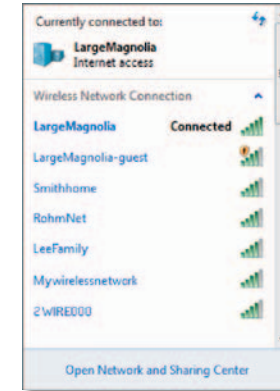 Currently connected to:
LargeMagnolia
Internet access
Wireless Network Connection
LargeMagnolia Connected
LargeMagnolia-guest
Smithhome
RohmNet
LeeFamily
Mywirelessnetwork
2WIRE000
Open Network and Sharing Center